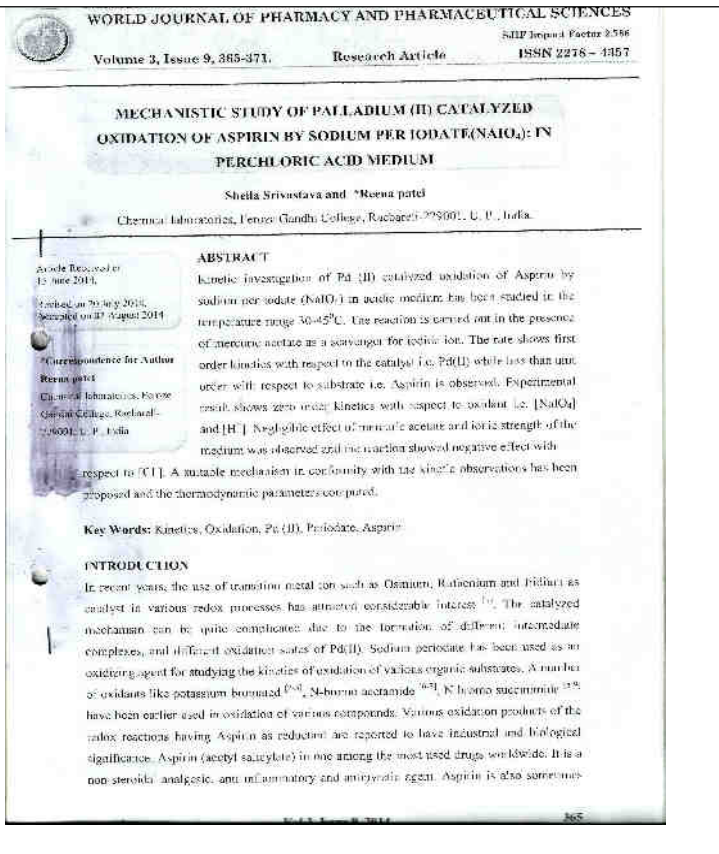 WORLD JOURNAL OF PHARMACY AND PHARMACEUTICAL SCIENCES
SJIF Impact Factor 2.786
Volume 3, Issue 9, 365-371.
Research Article
ISSN 2278 – 4357
MECHANISTIC STUDY OF PALLADIUM (II) CATALYZED
OXIDATION OF ASPIRIN BY SODIUM PER IODATE(NAIO₄): IN
PERCHLORIC ACID MEDIUM
Sheila Srivastava and *Reena patel
Chemical laboratories, Feroze Gandhi College, Raebareli-229001, U. P., India.
Article Received on
15 June 2014,
Revised on 20 July 2014,
Accepted on 07 August 2014
*Correspondence for Author
Reena patel
Chemical laboratories, Feroze
Gandhi College, Raebareli-
229001, U. P., India
ABSTRACT
Kinetic investigation of Pd (II) catalyzed oxidation of Aspirin by
sodium per iodate (NaIO₄) in acidic medium has been studied in the
temperature range 30-45⁰C. The reaction is carried out in the presence
of mercuric acetate as a scavenger for iodide ion. The rate shows first
order kinetics with respect to the catalyst i.e. Pd(II) while less than unit
order with respect to substrate i.e. Aspirin is observed. Experimental
result shows zero order kinetics with respect to oxidant i.e. [NaIO₄]
and [H⁺]. Negligible effect of mercuric acetate and ionic strength of the
medium was observed and the reaction showed negative effect with
respect to [Cl⁻]. A suitable mechanism in conformity with the kinetic observations has been
proposed and the thermodynamic parameters computed.
Key Words: Kinetics, Oxidation, Pd (II), Periodate, Aspirin
INTRODUCTION
In recent years, the use of transition metal ion such as Osmium, Ruthenium and Iridium as
catalyst in various redox processes has attracted considerable interest. The catalyzed
mechanism can be quite complicated due to the formation of different intermediate
complexes, and different oxidation states of Pd(II). Sodium periodate has been used as an
oxidizing agent for studying the kinetics of oxidation of various organic substrates. A number
of oxidants like potassium bromated, N-bromo acetamide, N bromo succinimide
have been earlier used in oxidation of various compounds. Various oxidation products of the
redox reactions having Aspirin as reductant are reported to have industrial and biological
significance. Aspirin (acetyl salicylate) in one among the most used drugs worldwide. It is a
non steroidal analgesic, anti inflammatory and antipyretic agent. Aspirin is also sometimes
365